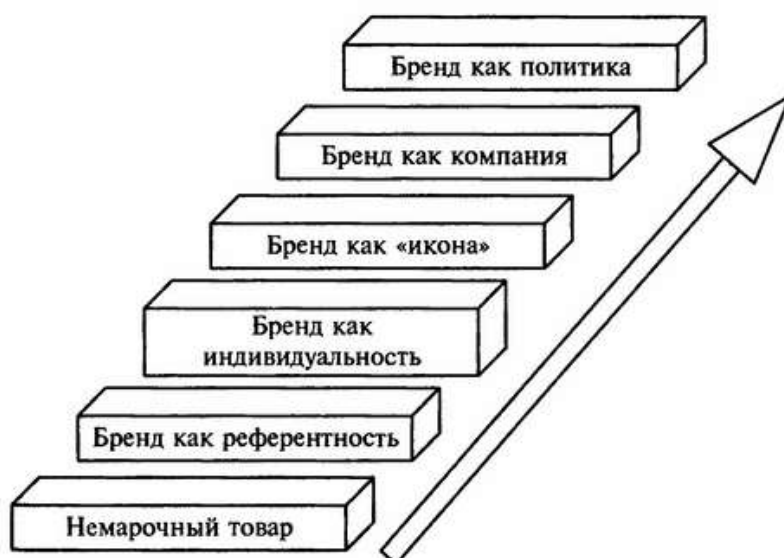 Бренд как политика
Бренд как компания
Бренд как «икона»
Бренд как
индивидуальность
Бренд как референтность
Немарочный товар